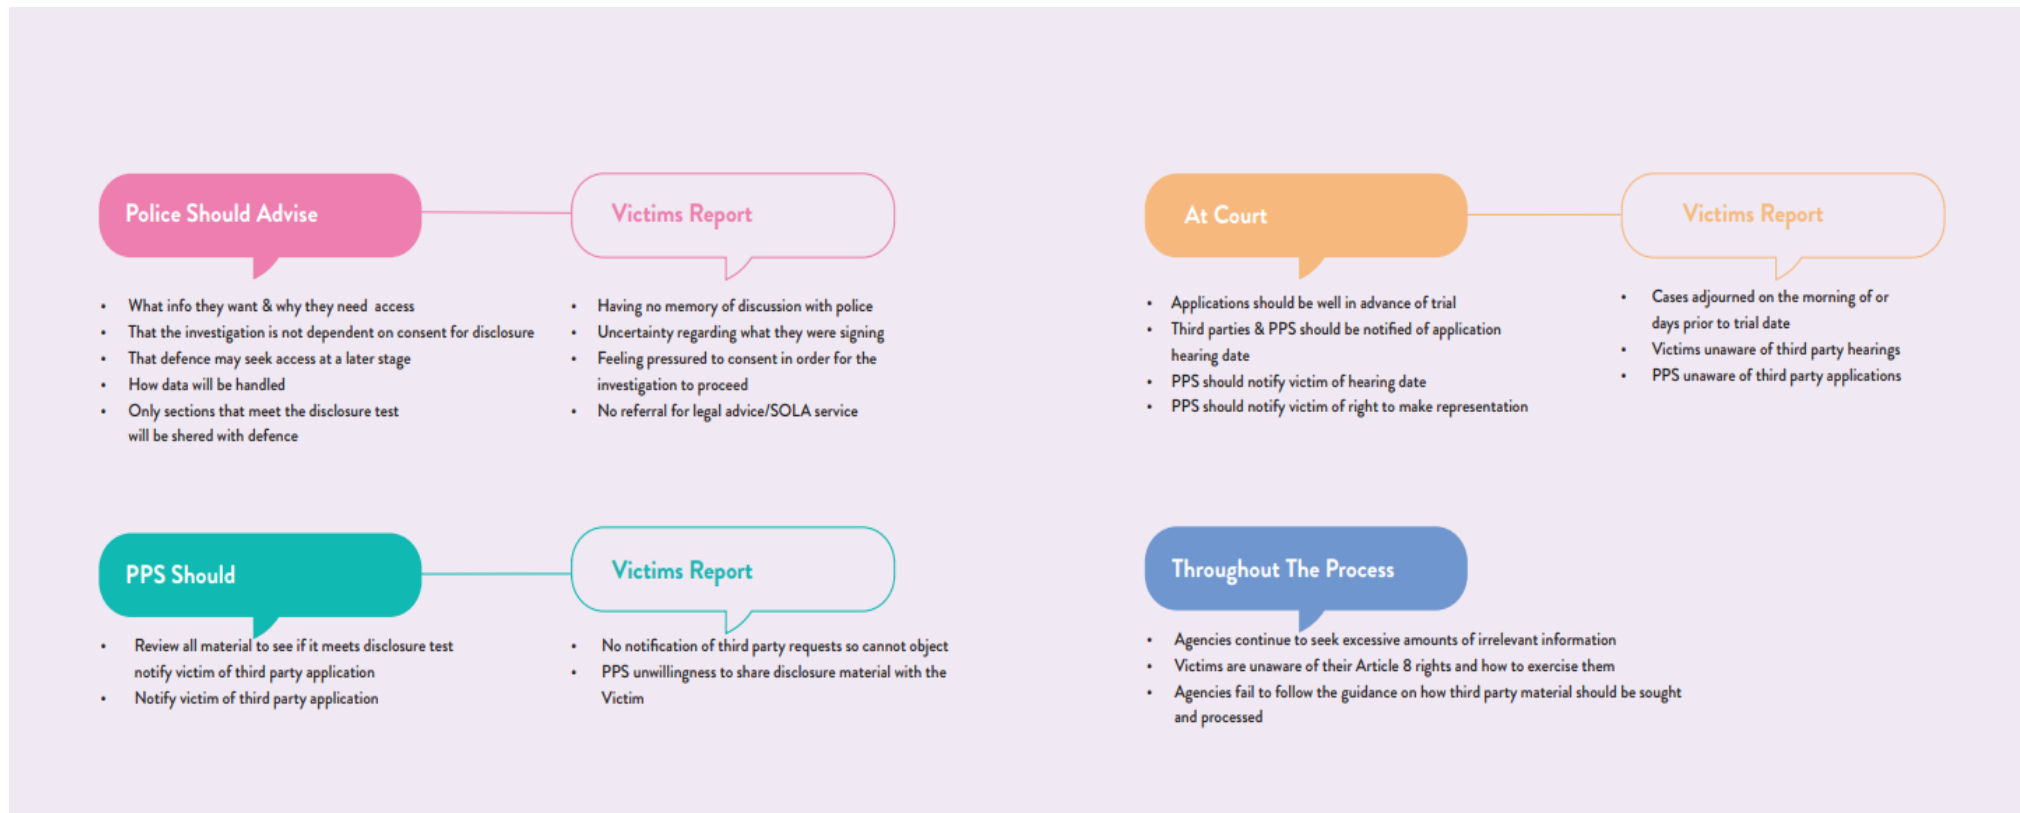 Police Should Advise
• What info they want & why they need access
• That the investigation is not dependent on consent for disclosure
• That defence may seek access at a later stage
• How data will be handled
• Only sections that meet the disclosure test
will be shered with defence
Victims Report
• Having no memory of discussion with police
• Uncertainty regarding what they were signing
• Feeling pressured to consent in order for the
investigation to proceed
• No referral for legal advice/SOLA service
PPS Should
• Review all material to see if it meets disclosure test
notify victim of third party application
• Notify victim of third party application
Victims Report
• No notification of third party requests so cannot object
• PPS unwillingness to share disclosure material with the
Victim
At Court
• Applications should be well in advance of trial
• Third parties & PPS should be notified of application
hearing date
• PPS should notify victim of hearing date
• PPS should notify victim of right to make representation
Victims Report
• Cases adjourned on the morning of or
days prior to trial date
• Victims unaware of third party hearings
• PPS unaware of third party applications
Throughout The Process
• Agencies continue to seek excessive amounts of irrelevant information
• Victims are unaware of their Article 8 rights and how to exercise them
• Agencies fail to follow the guidance on how third party material should be sought
and processed